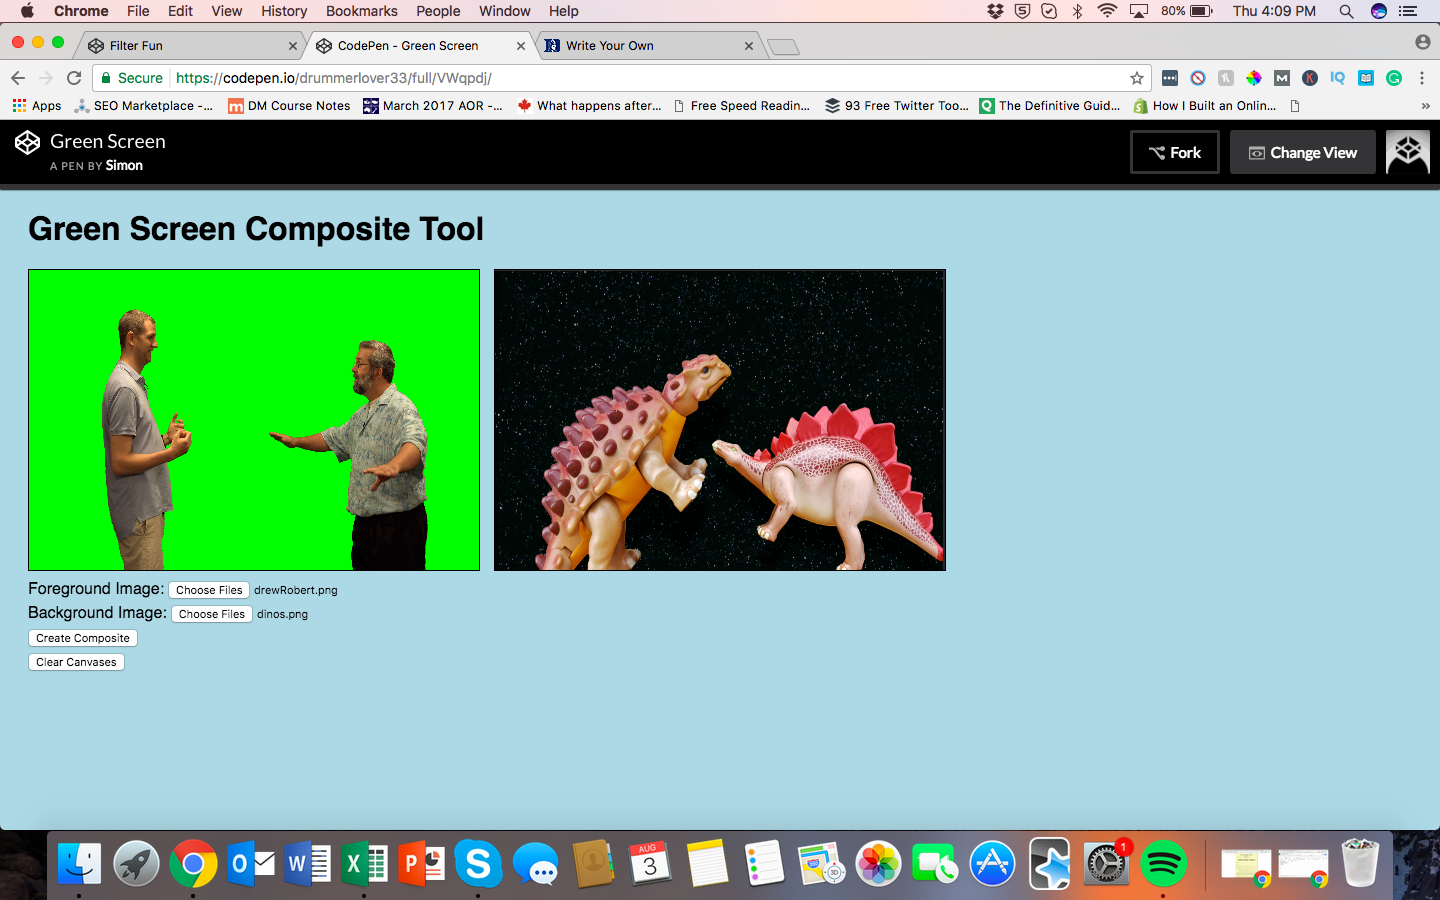 Chrome File Edit View History Bookmarks People Window Help 80% Thu 4:09 PM
Filter Fun CodePen - Green Screen Write Your Own
Secure https://codepen.io/drummerlover33/full/VWqpdj/
Apps SEO Marketplace -... DM Course Notes March 2017 AOR -... What happens after... Free Speed Readin... 93 Free Twitter Too... The Definitive Guid... How I Built an Onlin... »
Green Screen
A PEN BY Simon
Fork Change View
Green Screen Composite Tool
Foreground Image: Choose Files drewRobert.png
Background Image: Choose Files dinos.png
Create Composite
Clear Canvases
AUG
3
1